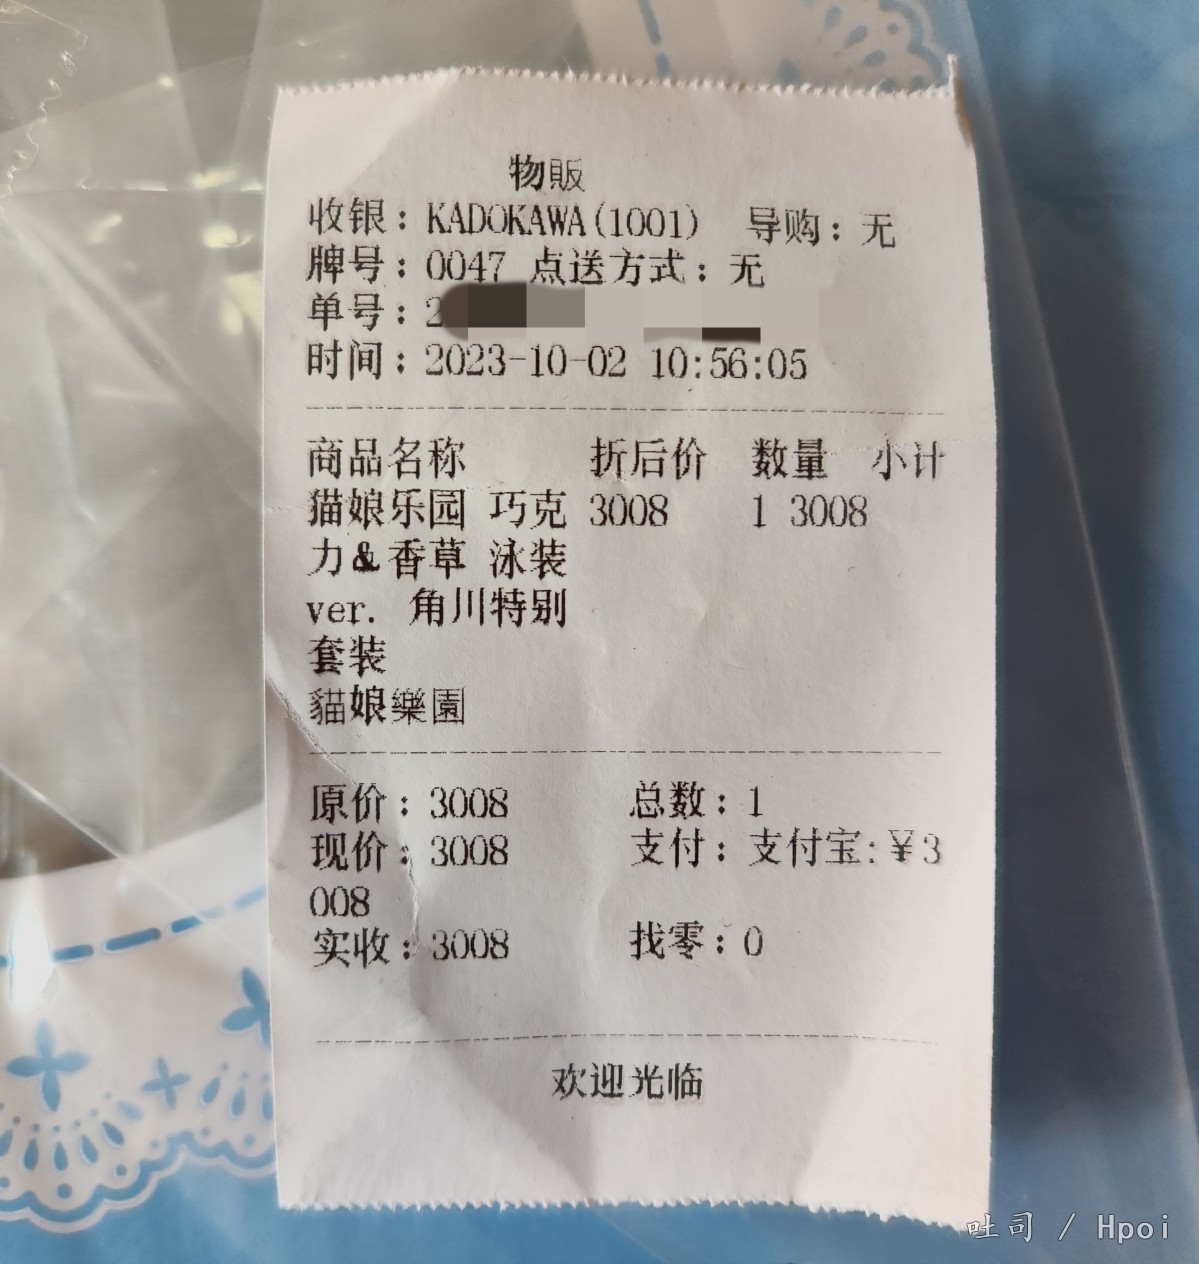 物販
收银：KADOKAWA(1001) 导购：无
牌号：0047 点送方式：无
单号：2
时间：2023-10-02 10:56:05
商品名称 折后价 数量 小计
猫娘乐园 巧克 3008 1 3008
力&香草 泳装
ver. 角川特别
套装
貓娘樂園
原价：3008 总数：1
现价：3008 支付：支付宝:¥3
008
实收：3008 找零：0
欢迎光临
吐司 / Hpoi